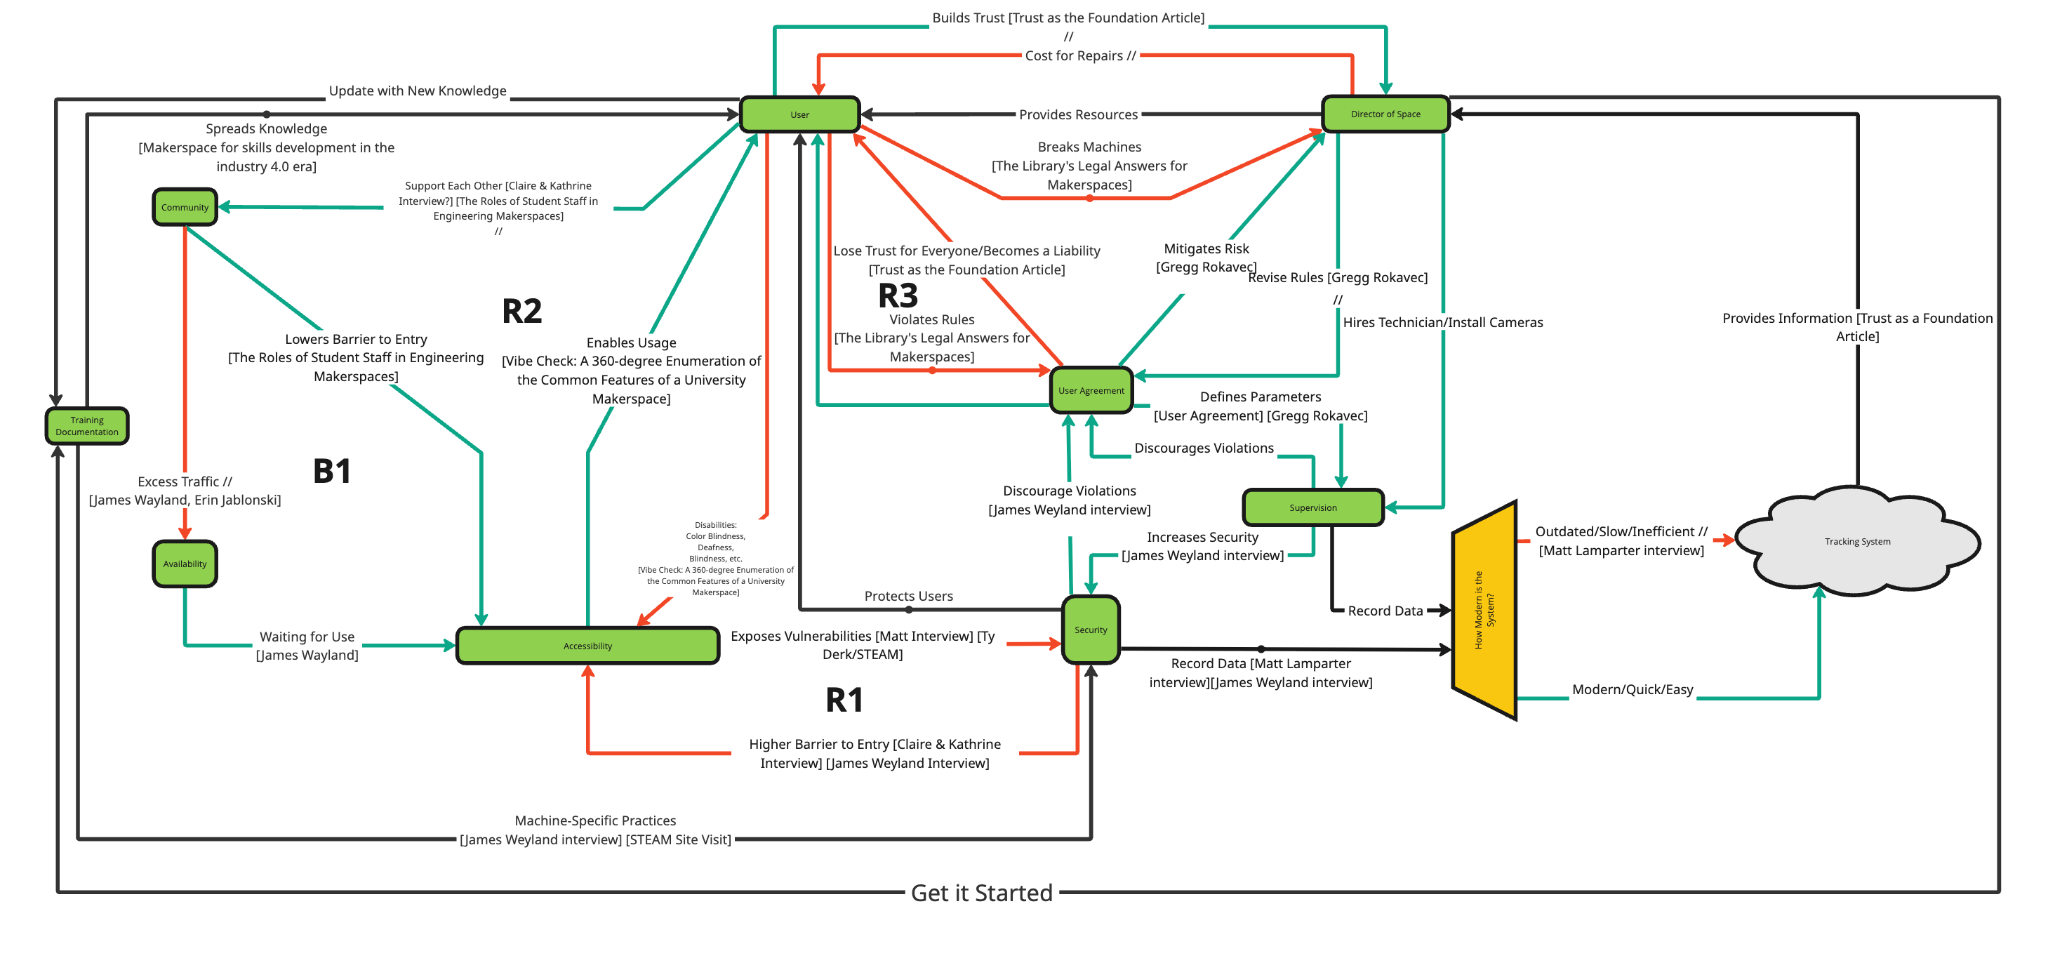 Builds Trust [Trust as the Foundation Article]
//
Cost for Repairs //
Update with New Knowledge
User
Provides Resources
Director of Space
Spreads Knowledge
[Makerspace for skills development in the
industry 4.0 era]
Breaks Machines
[The Library's Legal Answers for
Makerspaces]
Community
Support Each Other [Claire & Kathrine
Interview?] [The Roles of Student Staff in
Engineering Makerspaces]
//
Lose Trust for Everyone/Becomes a Liability
[Trust as the Foundation Article]
Mitigates Risk
[Gregg Rokavec]
Revise Rules [Gregg Rokavec]
//
R2
R3
Violates Rules
[The Library's Legal Answers for
Makerspaces]
Hires Technician/Install Cameras
Provides Information [Trust as a Foundation
Article]
Lowers Barrier to Entry
[The Roles of Student Staff in Engineering
Makerspaces]
Enables Usage
[Vibe Check: A 360-degree Enumeration of
the Common Features of a University
Makerspace]
User Agreement
Defines Parameters
[User Agreement] [Gregg Rokavec]
Training
Documentation
Discourages Violations
B1
Excess Traffic //
[James Wayland, Erin Jablonski]
Discourage Violations
[James Weyland interview]
Supervision
Disabilities:
Color Blindness,
Deafness,
Blindness, etc.
[Vibe Check: A 360-degree Enumeration of
the Common Features of a University
Makerspace]
Increases Security
[James Weyland interview]
Outdated/Slow/Inefficient //
[Matt Lamparter interview]
Tracking System
Availability
Protects Users
Record Data
How Modern is the
System?
Waiting for Use
[James Wayland]
Accessibility
Exposes Vulnerabilities [Matt Interview] [Ty
Derk/STEAM]
Security
Record Data [Matt Lamparter
interview][James Weyland interview]
Modern/Quick/Easy
R1
Higher Barrier to Entry [Claire & Kathrine
Interview] [James Weyland Interview]
Machine-Specific Practices
[James Weyland interview] [STEAM Site Visit]
Get it Started